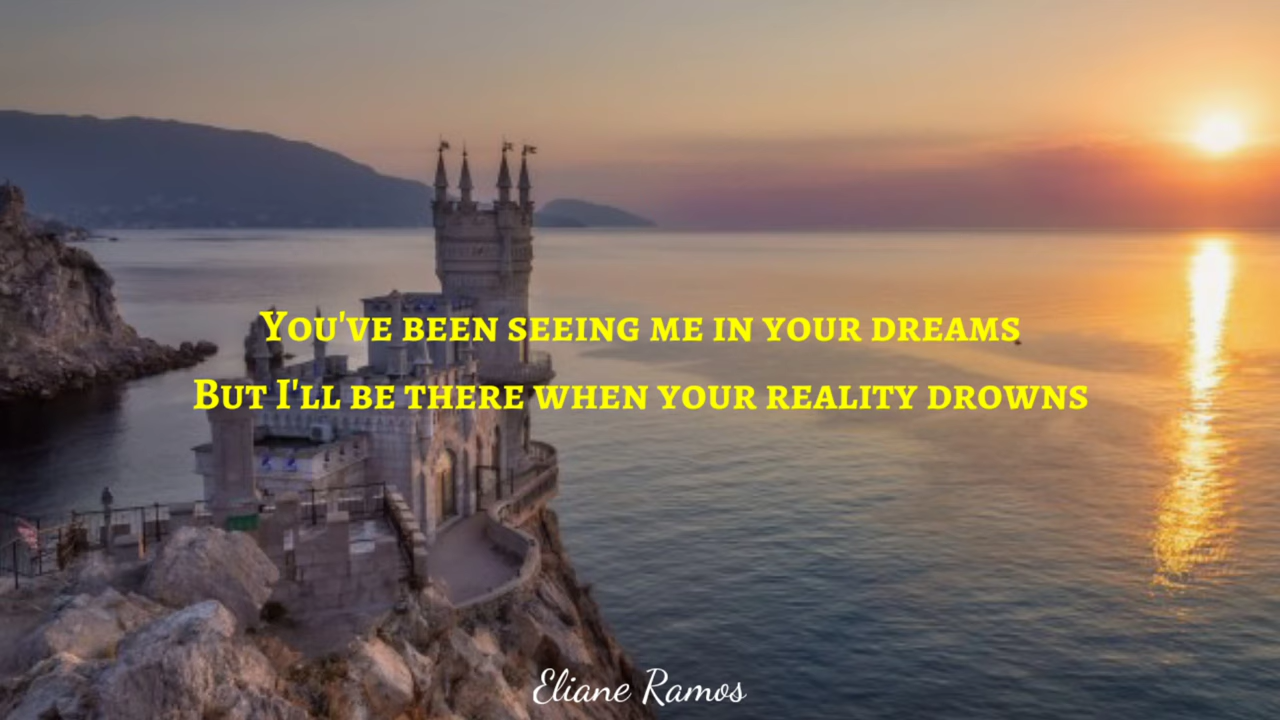 You've been seeing me in your dreams
But I'll be there when your reality drowns
Eliane Ramos